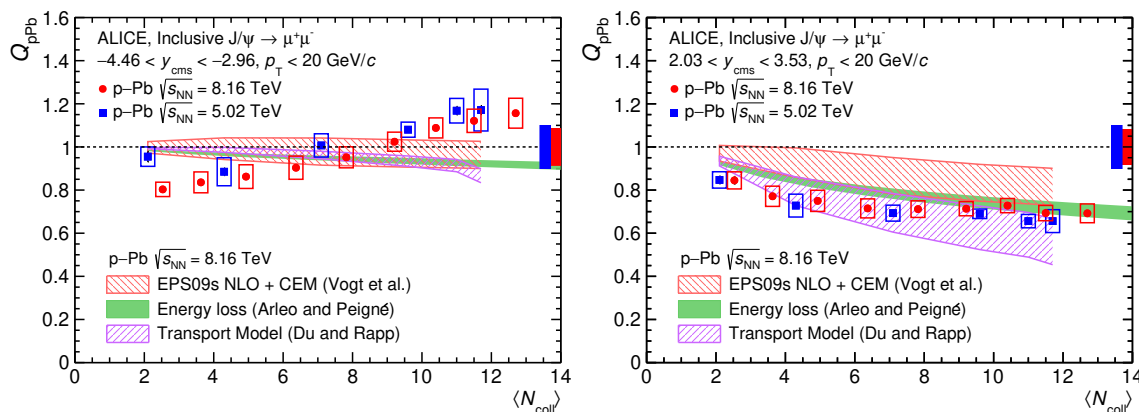 Q_pPb
1.6
1.4
1.2
1
0.8
0.6
0.4
0.2
0
ALICE, Inclusive J/ψ → μ⁺μ⁻
−4.46 < y_cms < −2.96, p_T < 20 GeV/c
p−Pb √s_NN = 8.16 TeV
p−Pb √s_NN = 5.02 TeV
p−Pb √s_NN = 8.16 TeV
EPS09s NLO + CEM (Vogt et al.)
Energy loss (Arleo and Peigné)
Transport Model (Du and Rapp)
0 2 4 6 8 10 12 14
⟨N_coll⟩
Q_pPb
1.6
1.4
1.2
1
0.8
0.6
0.4
0.2
0
ALICE, Inclusive J/ψ → μ⁺μ⁻
2.03 < y_cms < 3.53, p_T < 20 GeV/c
p−Pb √s_NN = 8.16 TeV
p−Pb √s_NN = 5.02 TeV
p−Pb √s_NN = 8.16 TeV
EPS09s NLO + CEM (Vogt et al.)
Energy loss (Arleo and Peigné)
Transport Model (Du and Rapp)
0 2 4 6 8 10 12 14
⟨N_coll⟩